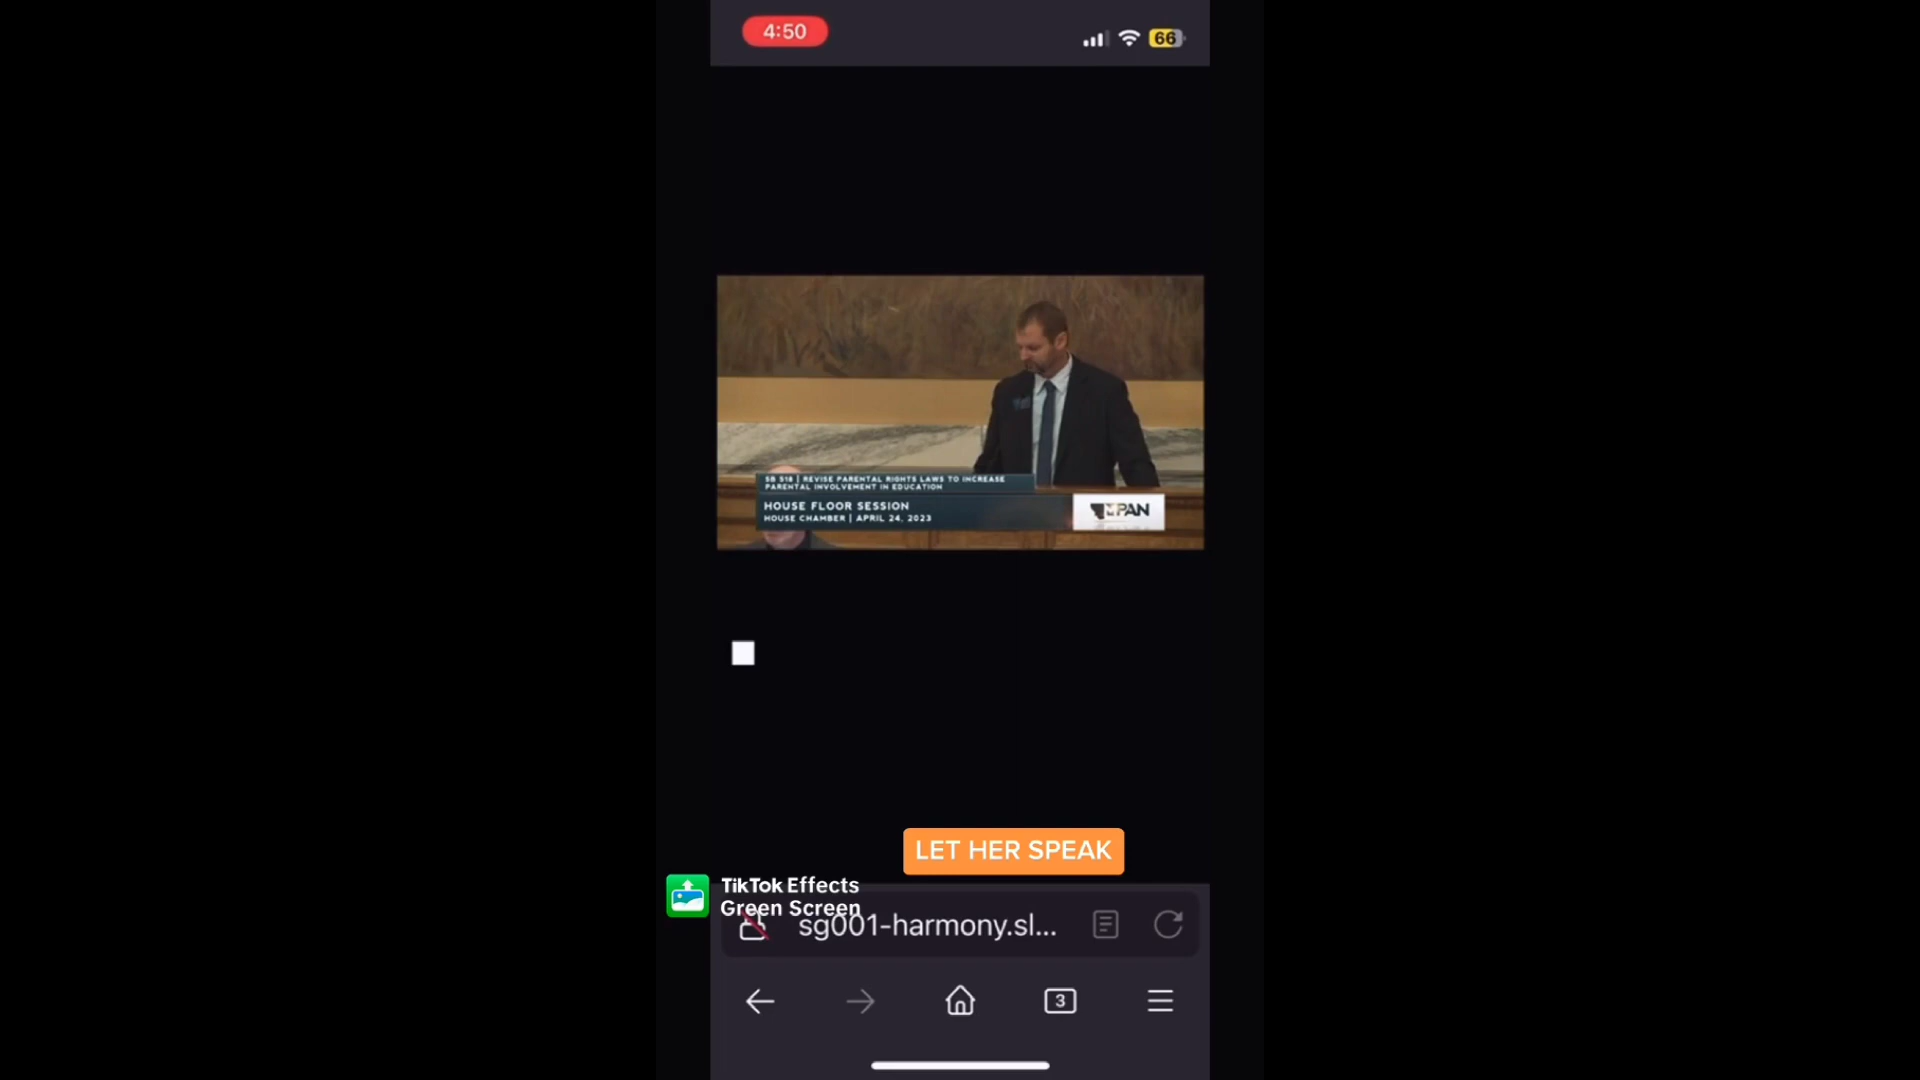 4:50
66
SB 518 | REVISE PARENTAL RIGHTS LAWS TO INCREASE
PARENTAL INVOLVEMENT IN EDUCATION
HOUSE FLOOR SESSION
HOUSE CHAMBER | APRIL 24, 2023
MPAN
LET HER SPEAK
TikTok Effects
Green Screen
sg001-harmony.sl...
3